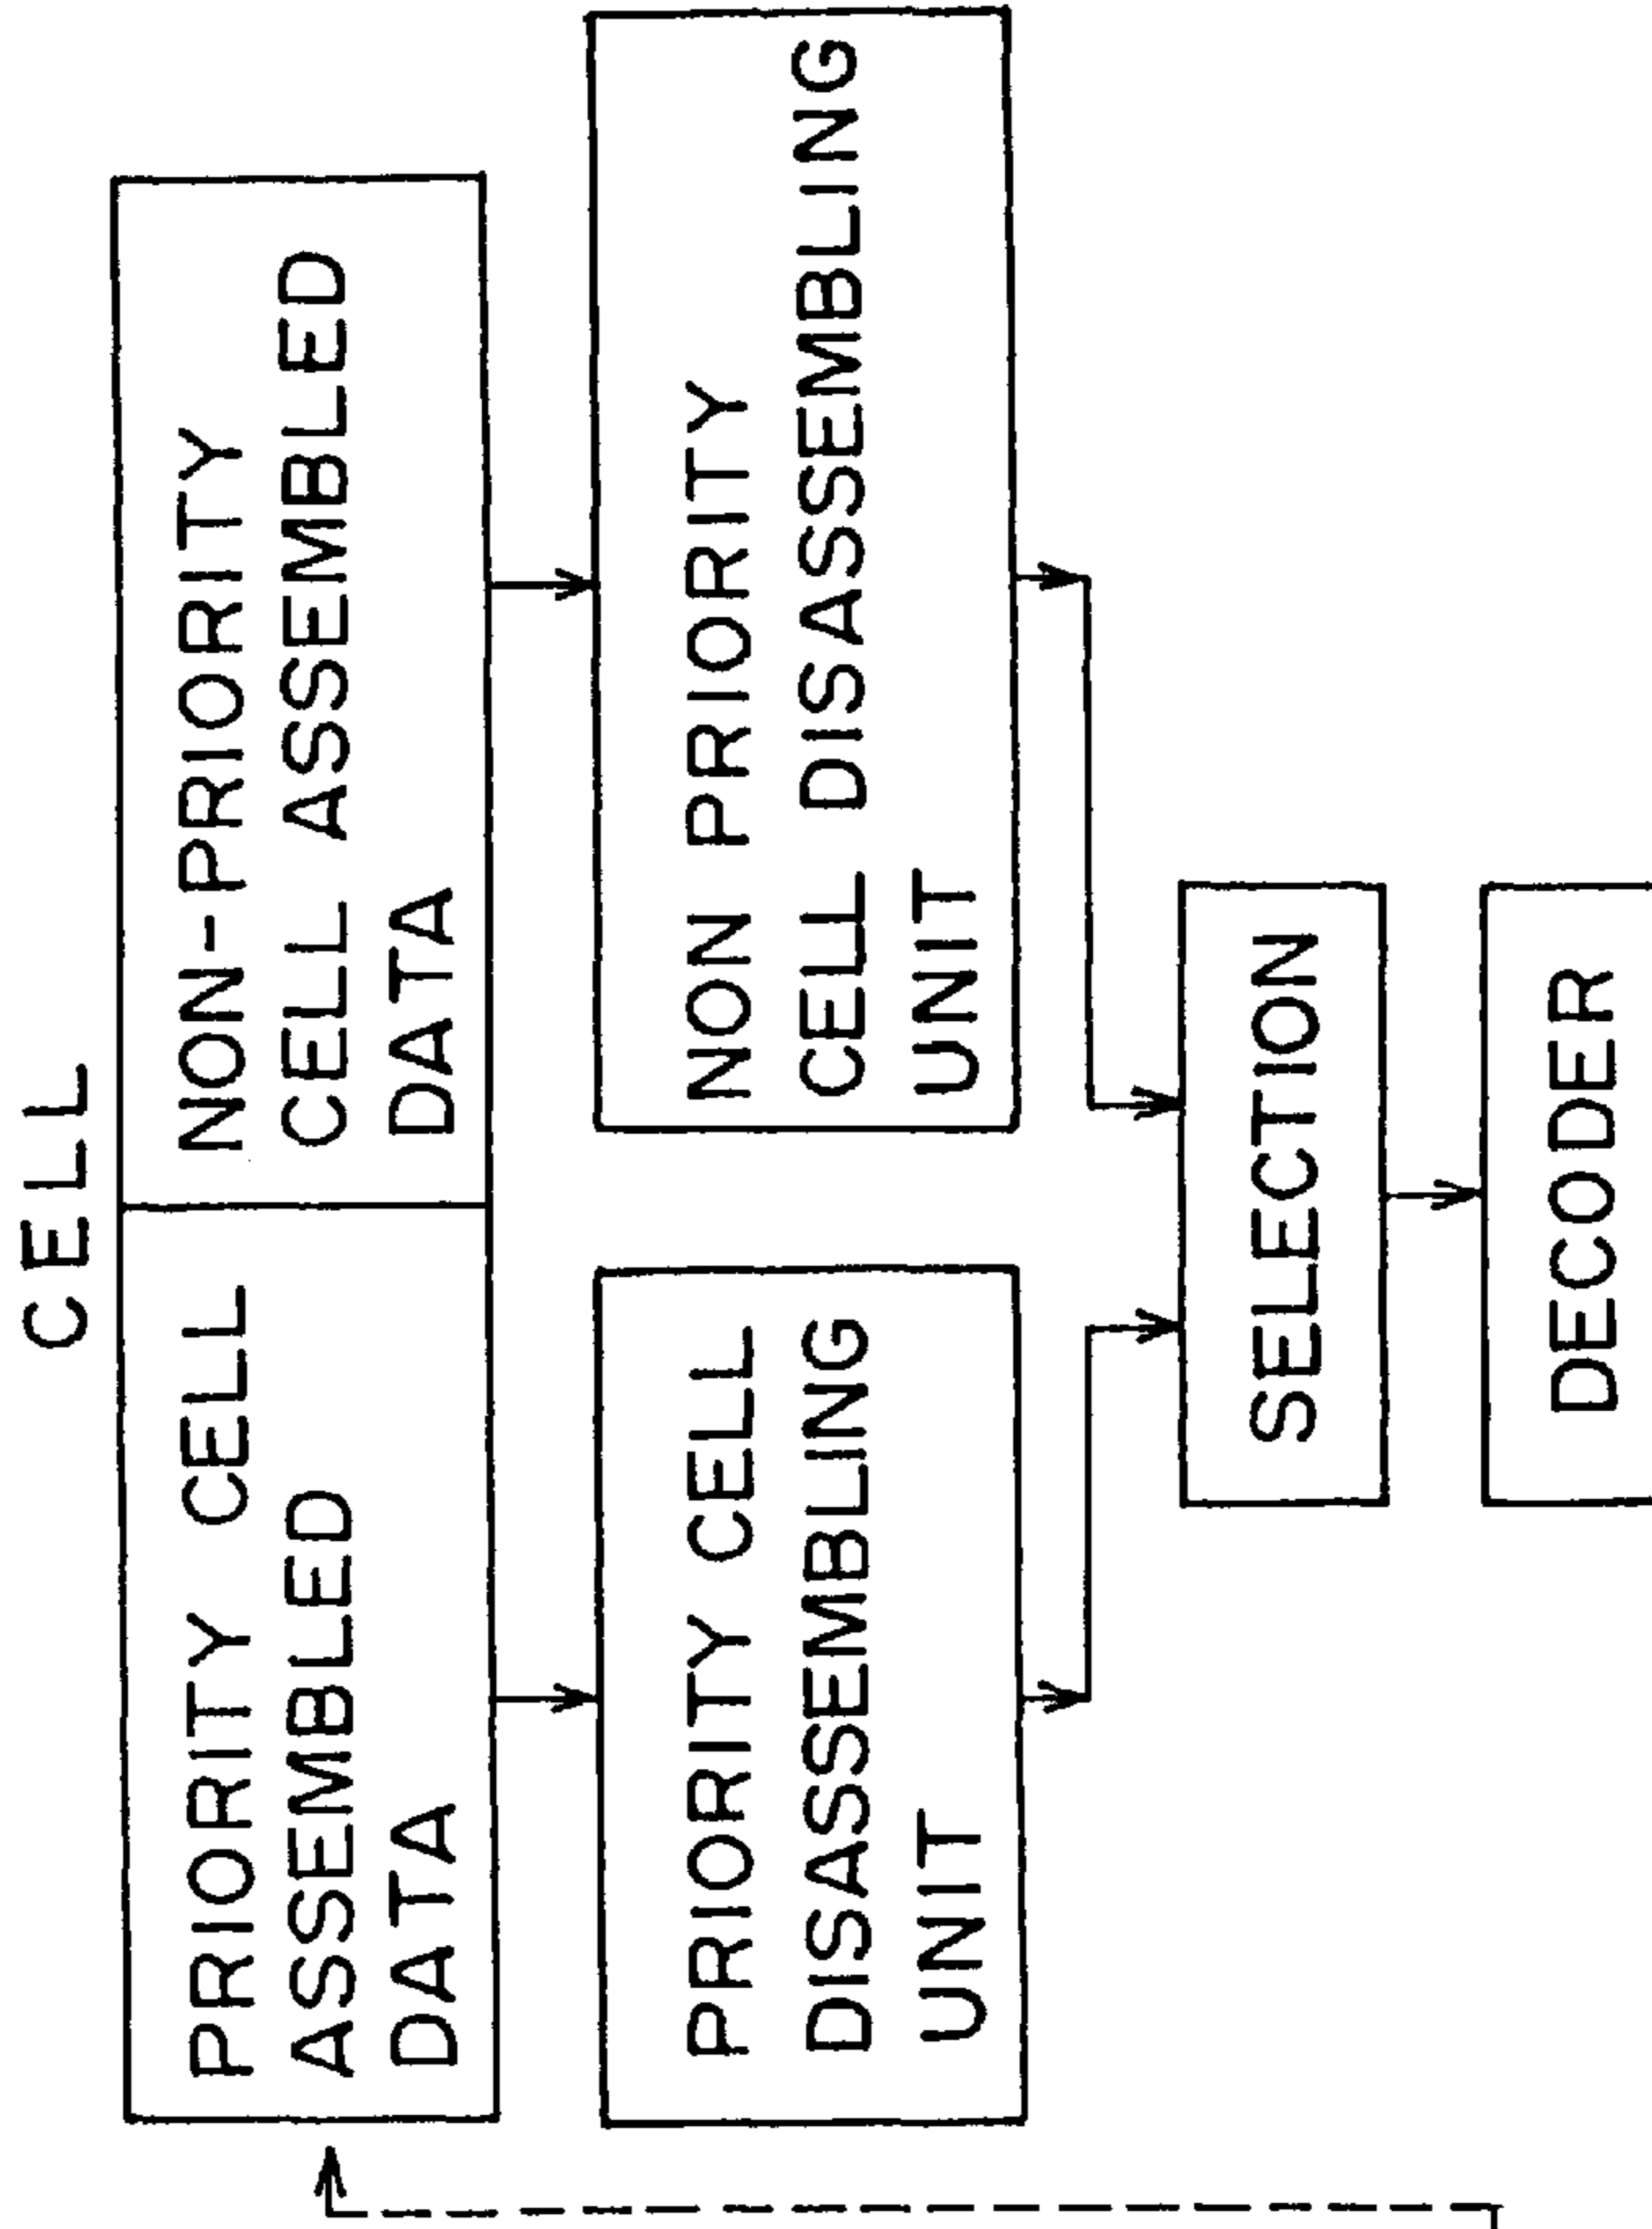 CELL
PRIORITY CELL
ASSEMBLED
DATA
NON-PRIORITY
CELL ASSEMBLED
DATA
PRIORITY CELL
DISASSEMBLING
UNIT
NON PRIORITY
CELL DISASSEMBLING
UNIT
SELECTION
DECODER